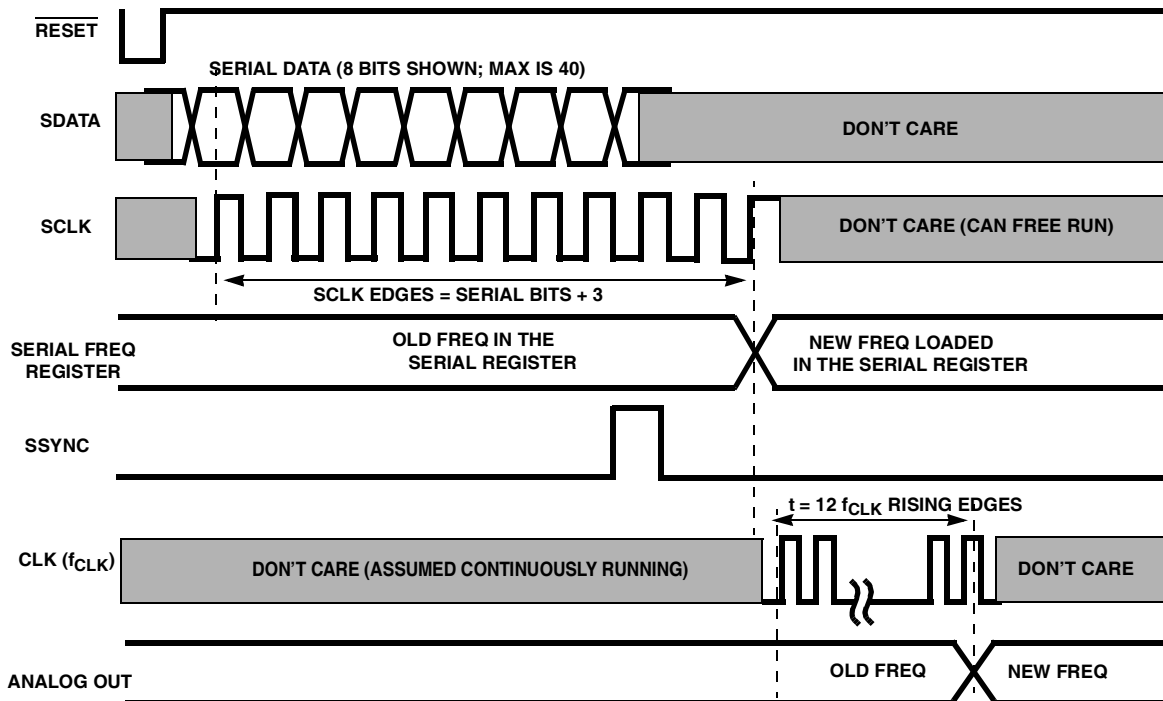 RESET
SERIAL DATA (8 BITS SHOWN; MAX IS 40)
SDATA
DON'T CARE
SCLK
DON'T CARE (CAN FREE RUN)
SCLK EDGES = SERIAL BITS + 3
SERIAL FREQ
REGISTER
OLD FREQ IN THE
SERIAL REGISTER
NEW FREQ LOADED
IN THE SERIAL REGISTER
SSYNC
t = 12 fCLK RISING EDGES
CLK (fCLK)
DON'T CARE (ASSUMED CONTINUOUSLY RUNNING)
DON'T CARE
ANALOG OUT
OLD FREQ
NEW FREQ